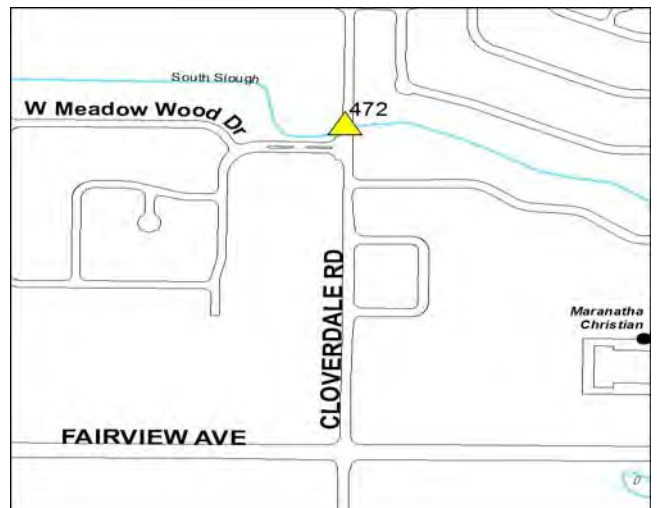 South Slough
472
W Meadow Wood Dr
CLOVERDALE RD
Maranatha
Christian
FAIRVIEW AVE
D